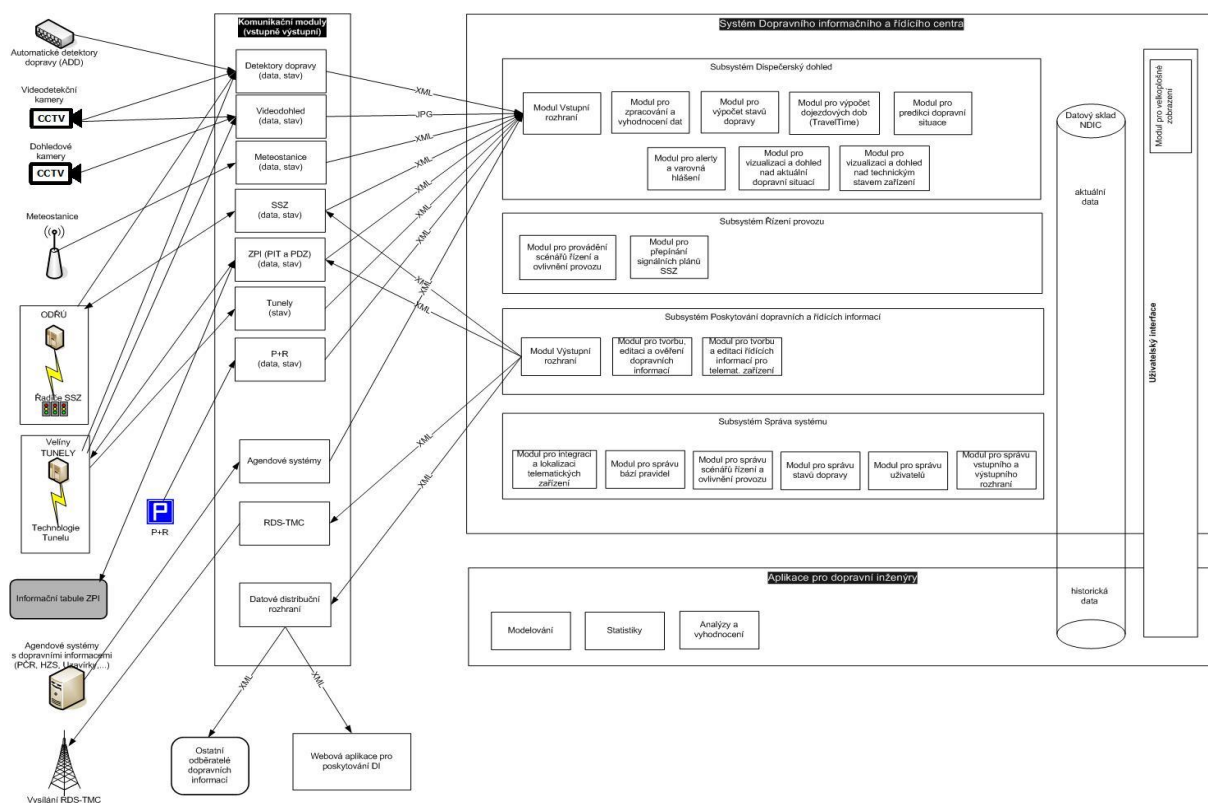 Automatické detektory
dopravy (ADD)
Videodetekční
kamery
CCTV
Dohledové
kamery
CCTV
Meteostanice
ODŘÚ
Řadiče SSZ
Velíny
TUNELY
Technologie
Tunelu
P+R
Informační tabule ZPI
Agendové systémy
s dopravními informacemi
(PČR, HZS, Uzavírky,...)
Vysílání RDS-TMC
Komunikační moduly
(vstupně výstupní)
Detektory dopravy
(data, stav)
Videodohled
(data, stav)
Meteostanice
(data, stav)
SSZ
(data, stav)
ZPI (PIT a PDZ)
(data, stav)
Tunely
(stav)
P+R
(data, stav)
Agendové systémy
RDS-TMC
Datové distribuční
rozhraní
Ostatní
odběratelé
dopravních
informací
Webová aplikace pro
poskytování DI
XML
JPG
XML
XML
XML
XML
XML
XML
XML
XML
XML
XML
XML
XML
Systém Dopravního informačního a řídícího centra
Subsystém Dispečerský dohled
Modul Vstupní
rozhraní
Modul pro
zpracování a
vyhodnocení dat
Modul pro
výpočet stavů
dopravy
Modul pro výpočet
dojezdových dob
(TravelTime)
Modul pro
predikci dopravní
situace
Modul pro alerty
a varovná
hlášení
Modul pro
vizualizaci a dohled
nad aktuální
dopravní situací
Modul pro
vizualizaci a dohled
nad technickým
stavem zařízení
Subsystém Řízení provozu
Modul pro provádění
scénářů řízení a
ovlivnění provozu
Modul pro
přepínání
signálních plánů
SSZ
Subsystém Poskytování dopravních a řídících informací
Modul Výstupní
rozhraní
Modul pro tvorbu,
editaci a ověření
dopravních
informací
Modul pro tvorbu
a editaci řídících
informací pro
telemat. zařízení
Subsystém Správa systému
Modul pro integraci
a lokalizaci
telematických
zařízení
Modul pro správu
bází pravidel
Modul pro správu
scénářů řízení a
ovlivnění provozu
Modul pro správu
stavů dopravy
Modul pro správu
uživatelů
Modul pro správu
vstupního a
výstupního
rozhraní
Datový sklad
NDIC
aktuální
data
historická
data
Modul pro velkoplošné
zobrazení
Uživatelský interface
Aplikace pro dopravní inženýry
Modelování
Statistiky
Analýzy a
vyhodnocení